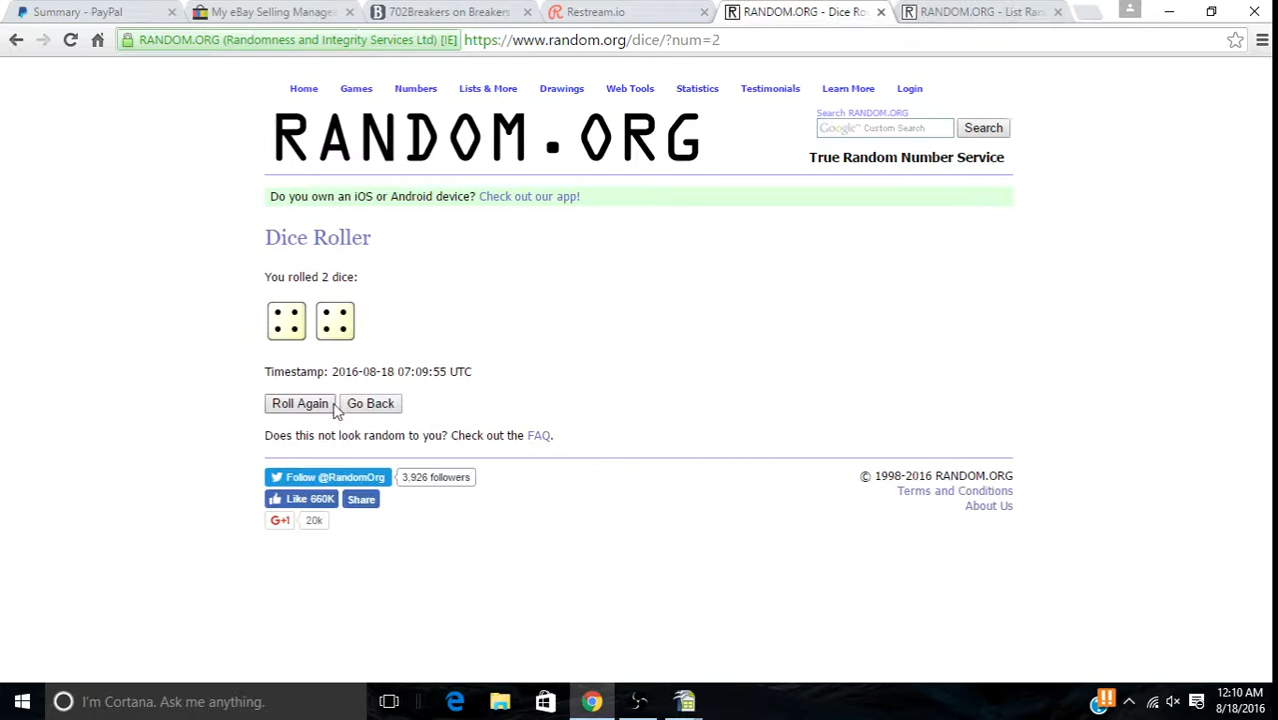 Summary - PayPal
My eBay Selling Manage
702Breakers on Breakers
Restream.io
RANDOM.ORG - Dice Ro
RANDOM.ORG - List Ran
RANDOM.ORG (Randomness and Integrity Services Ltd) [IE] https://www.random.org/dice/?num=2
Home Games Numbers Lists & More Drawings Web Tools Statistics Testimonials Learn More Login
Search RANDOM.ORG
RANDOM.ORG
Google™ Custom Search Search
True Random Number Service
Do you own an iOS or Android device? Check out our app!
Dice Roller
You rolled 2 dice:
Timestamp: 2016-08-18 07:09:55 UTC
Roll Again Go Back
Does this not look random to you? Check out the FAQ.
Follow @RandomOrg 3,926 followers
Like 660K Share
G+1 20k
© 1998-2016 RANDOM.ORG
Terms and Conditions
About Us
I'm Cortana. Ask me anything.
12:10 AM
8/18/2016